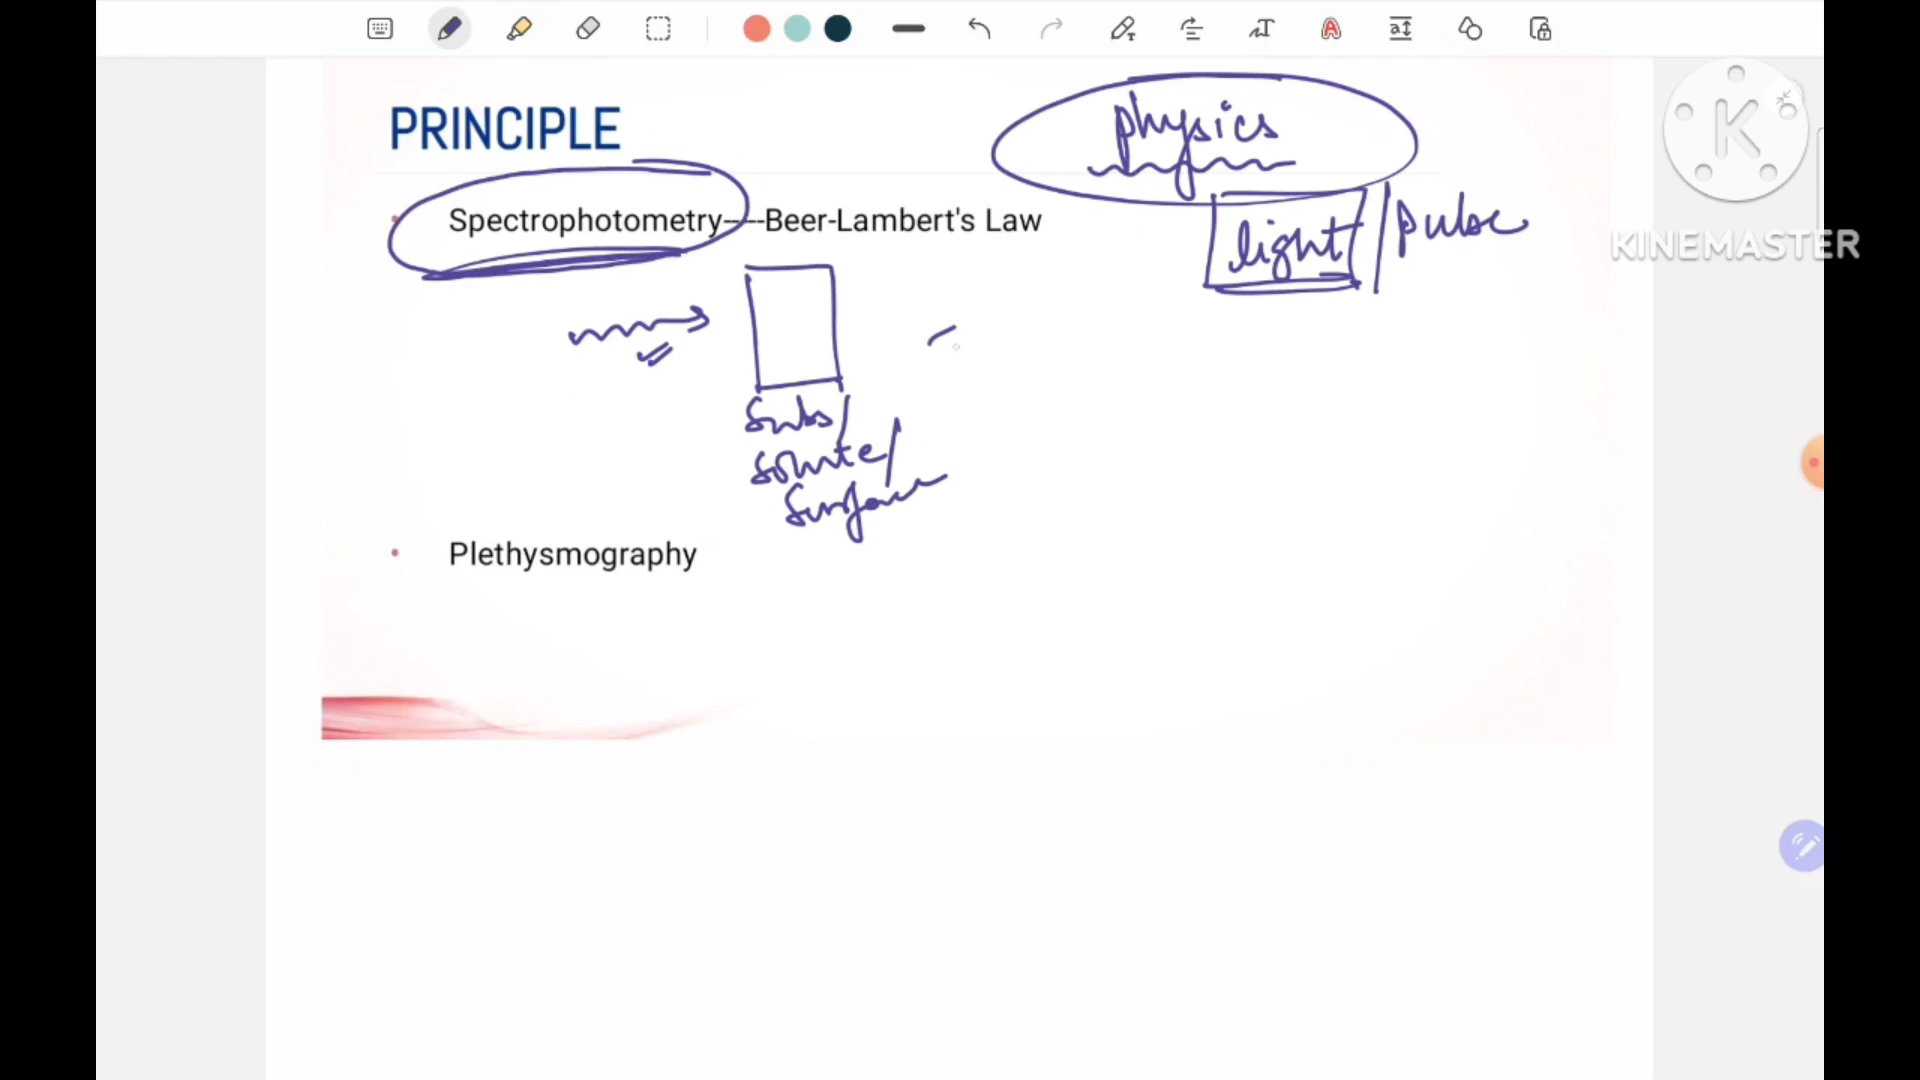 PRINCIPLE
physics
Spectrophotometry-----Beer-Lambert's Law
light / pulse
KINEMASTER
Subs/
solute/
Surface
Plethysmography